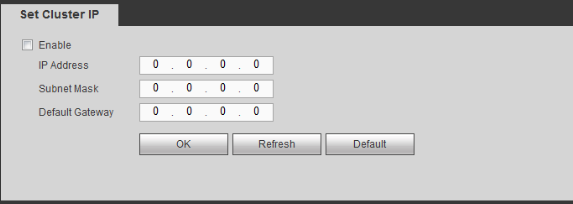 Set Cluster IP
Enable
IP Address 0 . 0 . 0 . 0
Subnet Mask 0 . 0 . 0 . 0
Default Gateway 0 . 0 . 0 . 0
OK Refresh Default